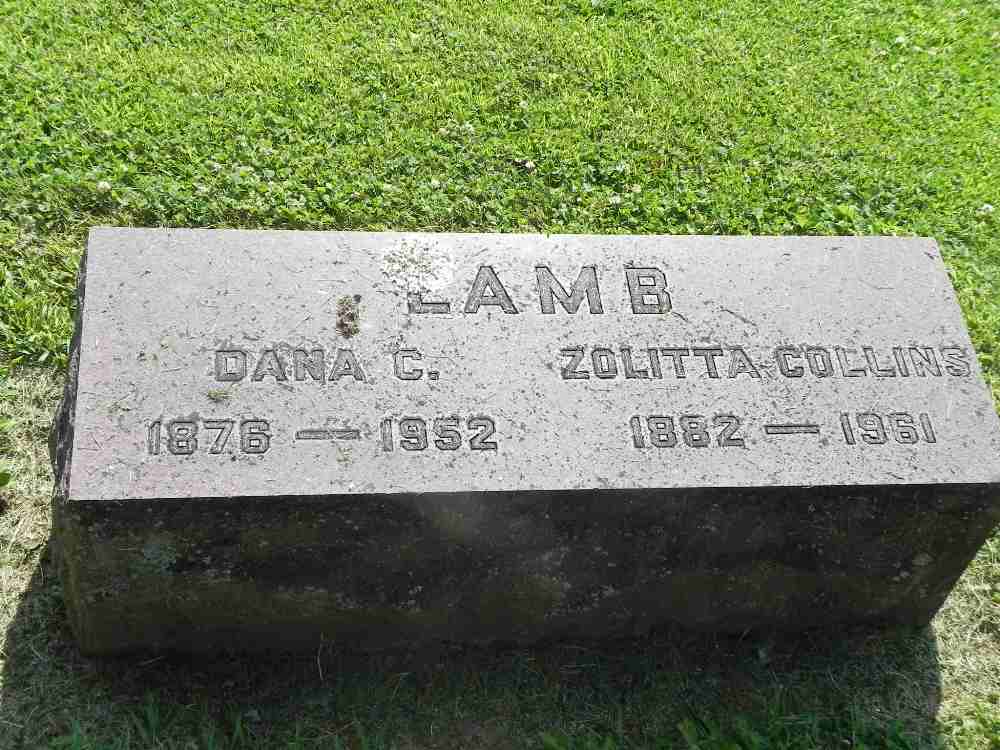 LAMB
DANA C. ZOLITTA COLLINS
1876 — 1952 1882 — 1961